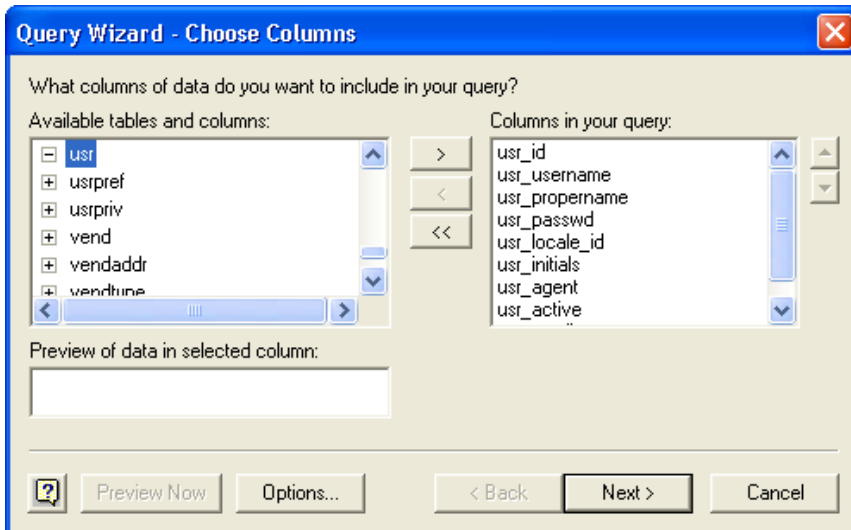 Query Wizard - Choose Columns
What columns of data do you want to include in your query?
Available tables and columns:
usr
usrpref
usrpriv
vend
vendaddr
vendtype
>
<
<<
Columns in your query:
usr_id
usr_username
usr_propername
usr_passwd
usr_locale_id
usr_initials
usr_agent
usr_active
Preview of data in selected column:
Preview Now
Options...
< Back
Next >
Cancel